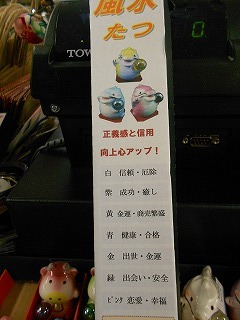 風水
たつ
TOW
0
正義感と信用
向上心アップ!
白 信頼・厄除
紫 成功・癒し
黄 金運・商売繁盛
青 健康・合格
金 出世・金運
緑 出会い・安全
ピンク 恋愛・幸福